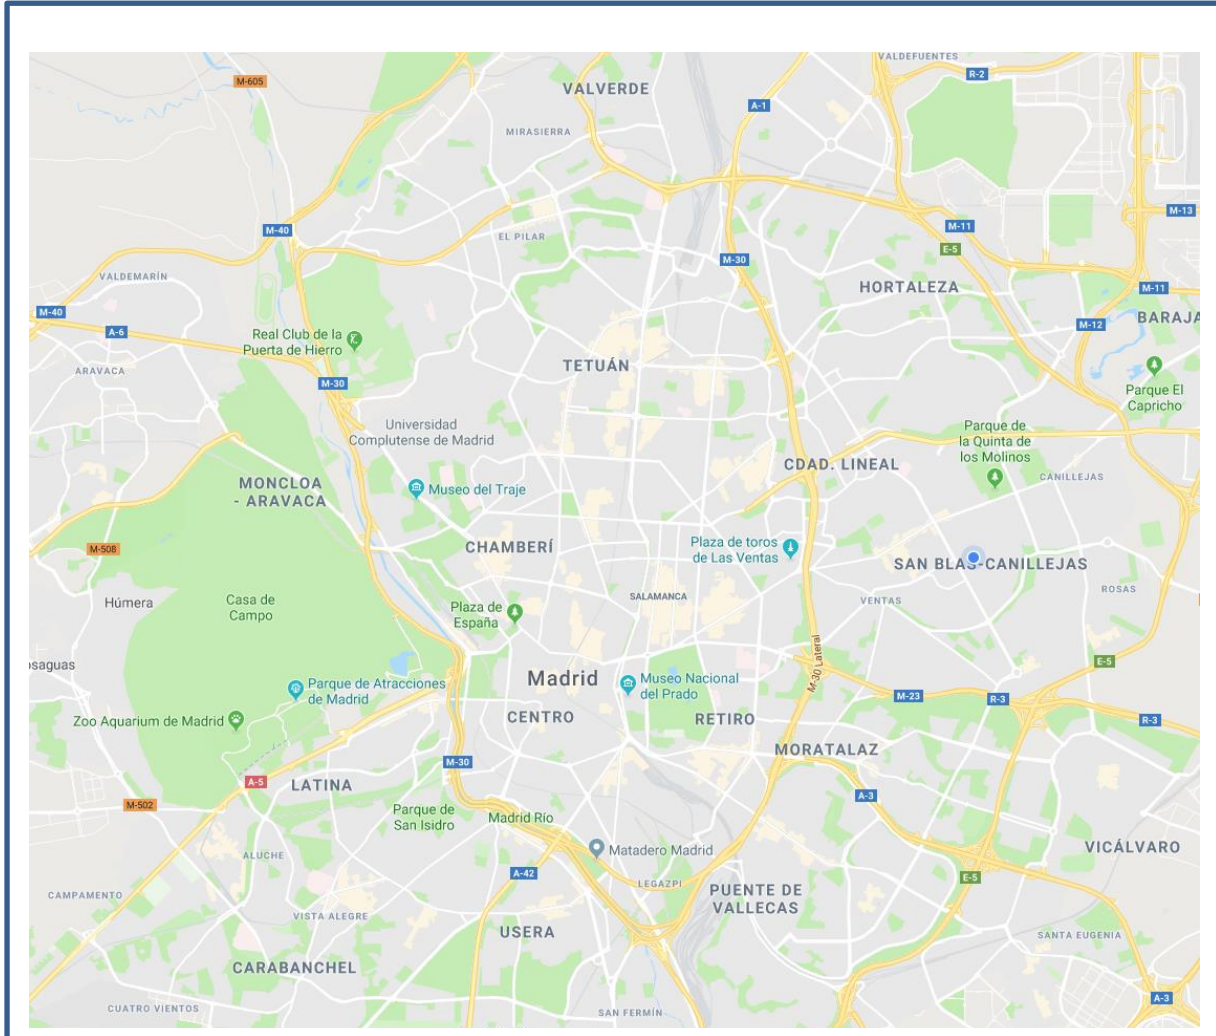 VALDEFUENTES
R-2
M-605
VALVERDE
A-1
MIRASIERRA
M-13
M-40
EL PILAR
M-11
E-5
M-30
VALDEMARÍN
HORTALEZA
M-11
M-40
BARAJA
A-6
M-12
Real Club de la
Puerta de Hierro
TETUÁN
ARAVACA
M-30
Parque El
Capricho
Universidad
Complutense de Madrid
Parque de
la Quinta de
los Molinos
CDAD. LINEAL
CANILLEJAS
MONCLOA
- ARAVACA
Museo del Traje
M-508
CHAMBERÍ
Plaza de toros
de Las Ventas
SAN BLAS-CANILLEJAS
ROSAS
Húmera
Casa de
Campo
Plaza de
España
SALAMANCA
VENTAS
osaguas
M-30 Lateral
E-5
Parque de Atracciones
de Madrid
Madrid
Museo Nacional
del Prado
M-23
R-3
R-3
Zoo Aquarium de Madrid
CENTRO
RETIRO
MORATALAZ
M-30
A-5
LATINA
A-3
M-502
Parque de
San Isidro
Madrid Río
Matadero Madrid
VICÁLVARO
ALUCHE
A-42
LEGAZPI
E-5
PUENTE DE
VALLECAS
CAMPAMENTO
VISTA ALEGRE
USERA
SANTA EUGENIA
CARABANCHEL
A-3
CUATRO VIENTOS
SAN FERMÍN